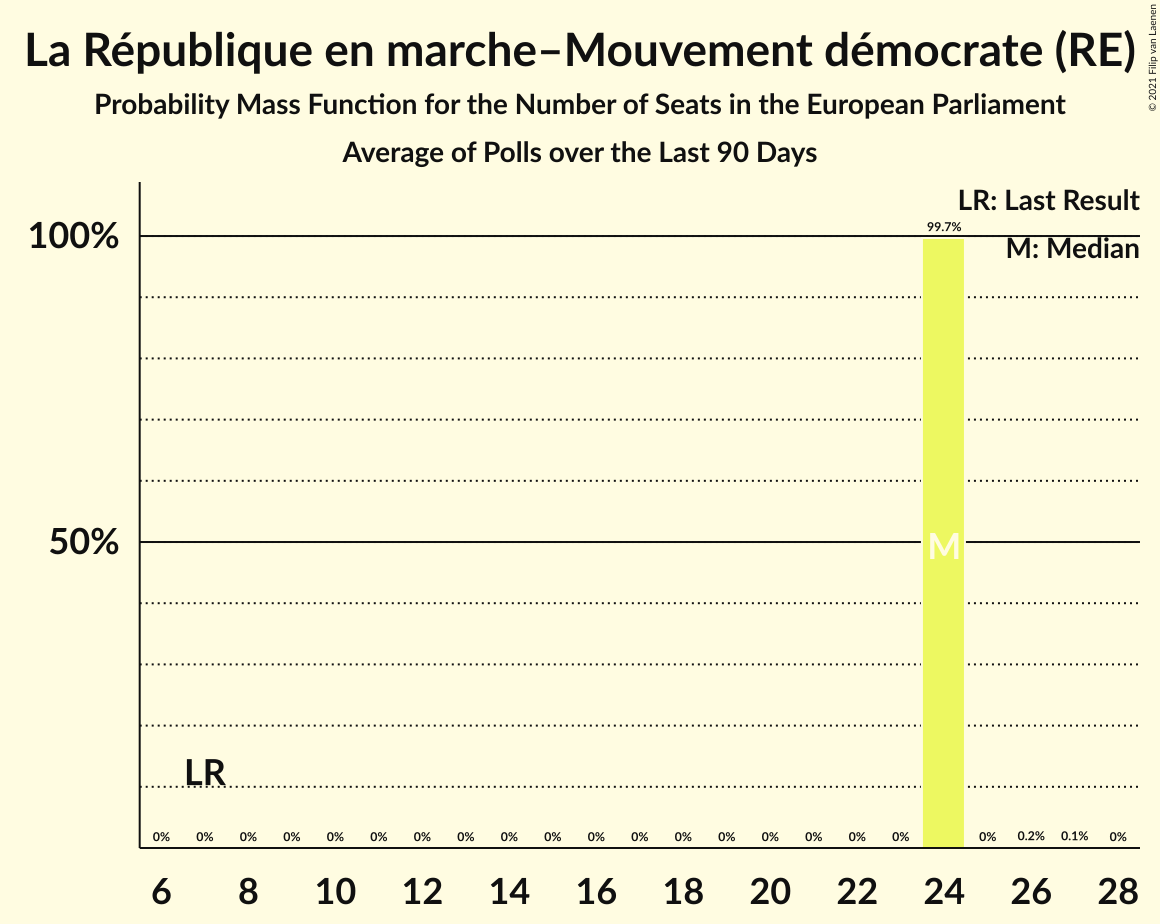 La République en marche–Mouvement démocrate (RE)
Probability Mass Function for the Number of Seats in the European Parliament
Average of Polls over the Last 90 Days
© 2021 Filip van Laenen
LR: Last Result
M: Median
100%
99.7%
50%
M
LR
0% 0% 0% 0% 0% 0% 0% 0% 0% 0% 0% 0% 0% 0% 0% 0% 0% 0% 0% 0.2% 0.1% 0%
6 8 10 12 14 16 18 20 22 24 26 28